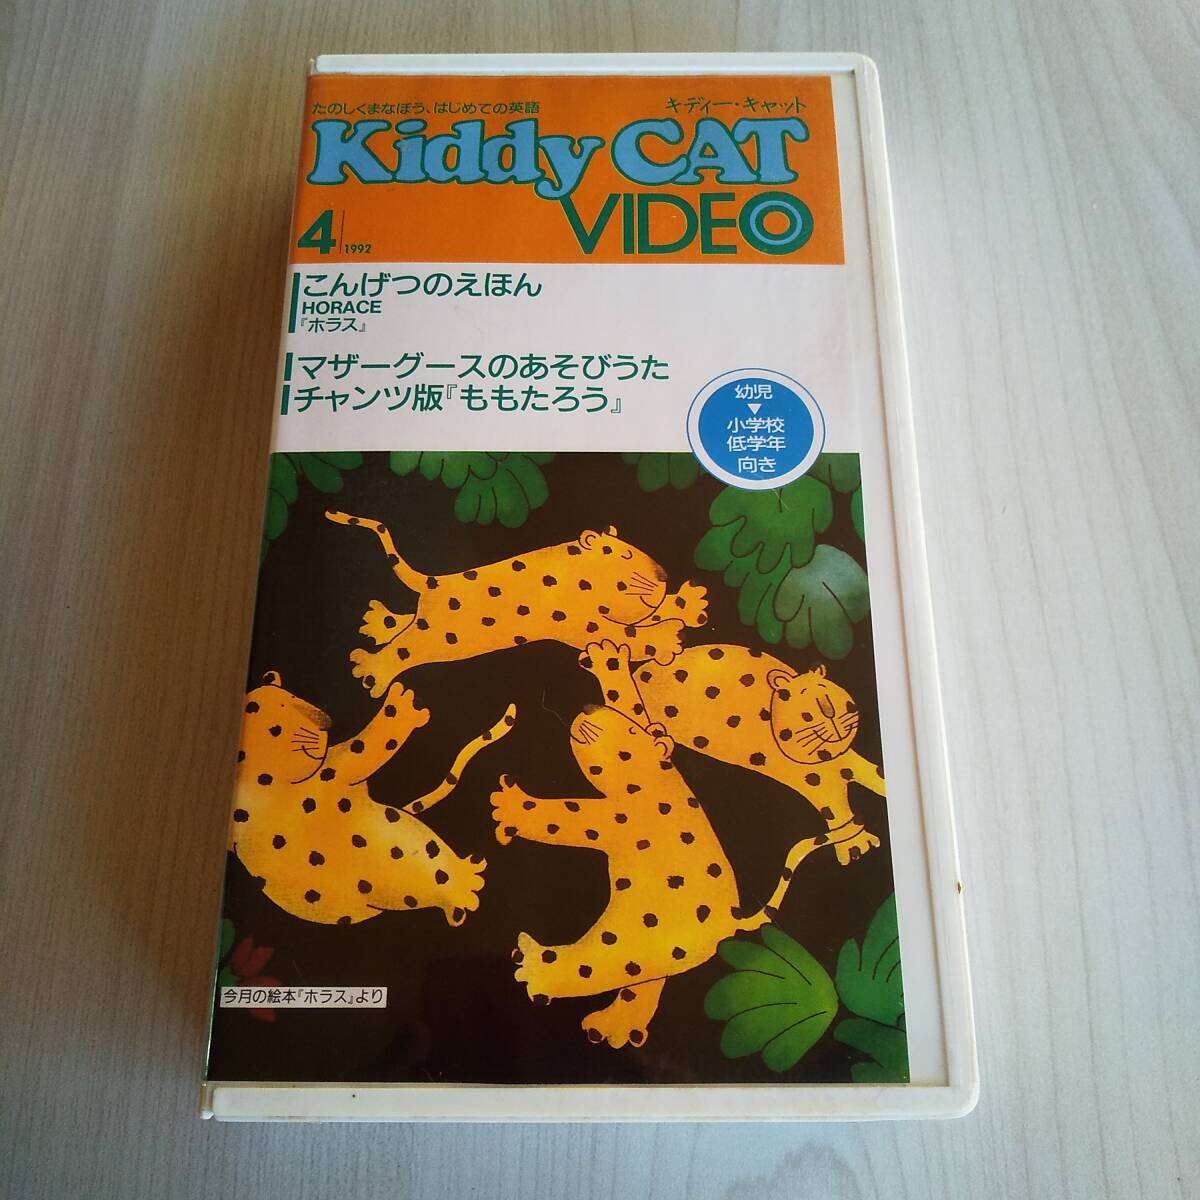 たのしくまなぼう、はじめての英語
キディー・キャット
Kiddy CAT
VIDEO
4/1992
こんげつのえほん
HORACE
『ホラス』
マザーグースのあそびうた
チャンツ版『ももたろう』
幼児
▼
小学校
低学年
向き
今月の絵本『ホラス』より